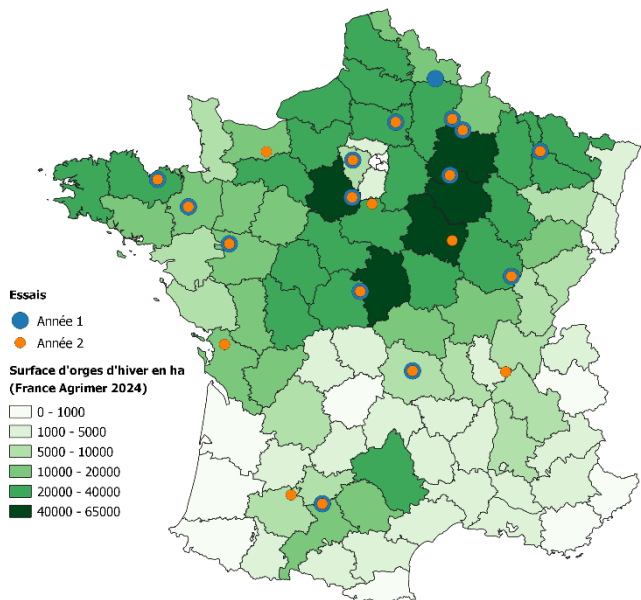 Essais
Année 1
Année 2
Surface d'orges d'hiver en ha
(France Agrimer 2024)
0 - 1000
1000 - 5000
5000 - 10000
10000 - 20000
20000 - 40000
40000 - 65000